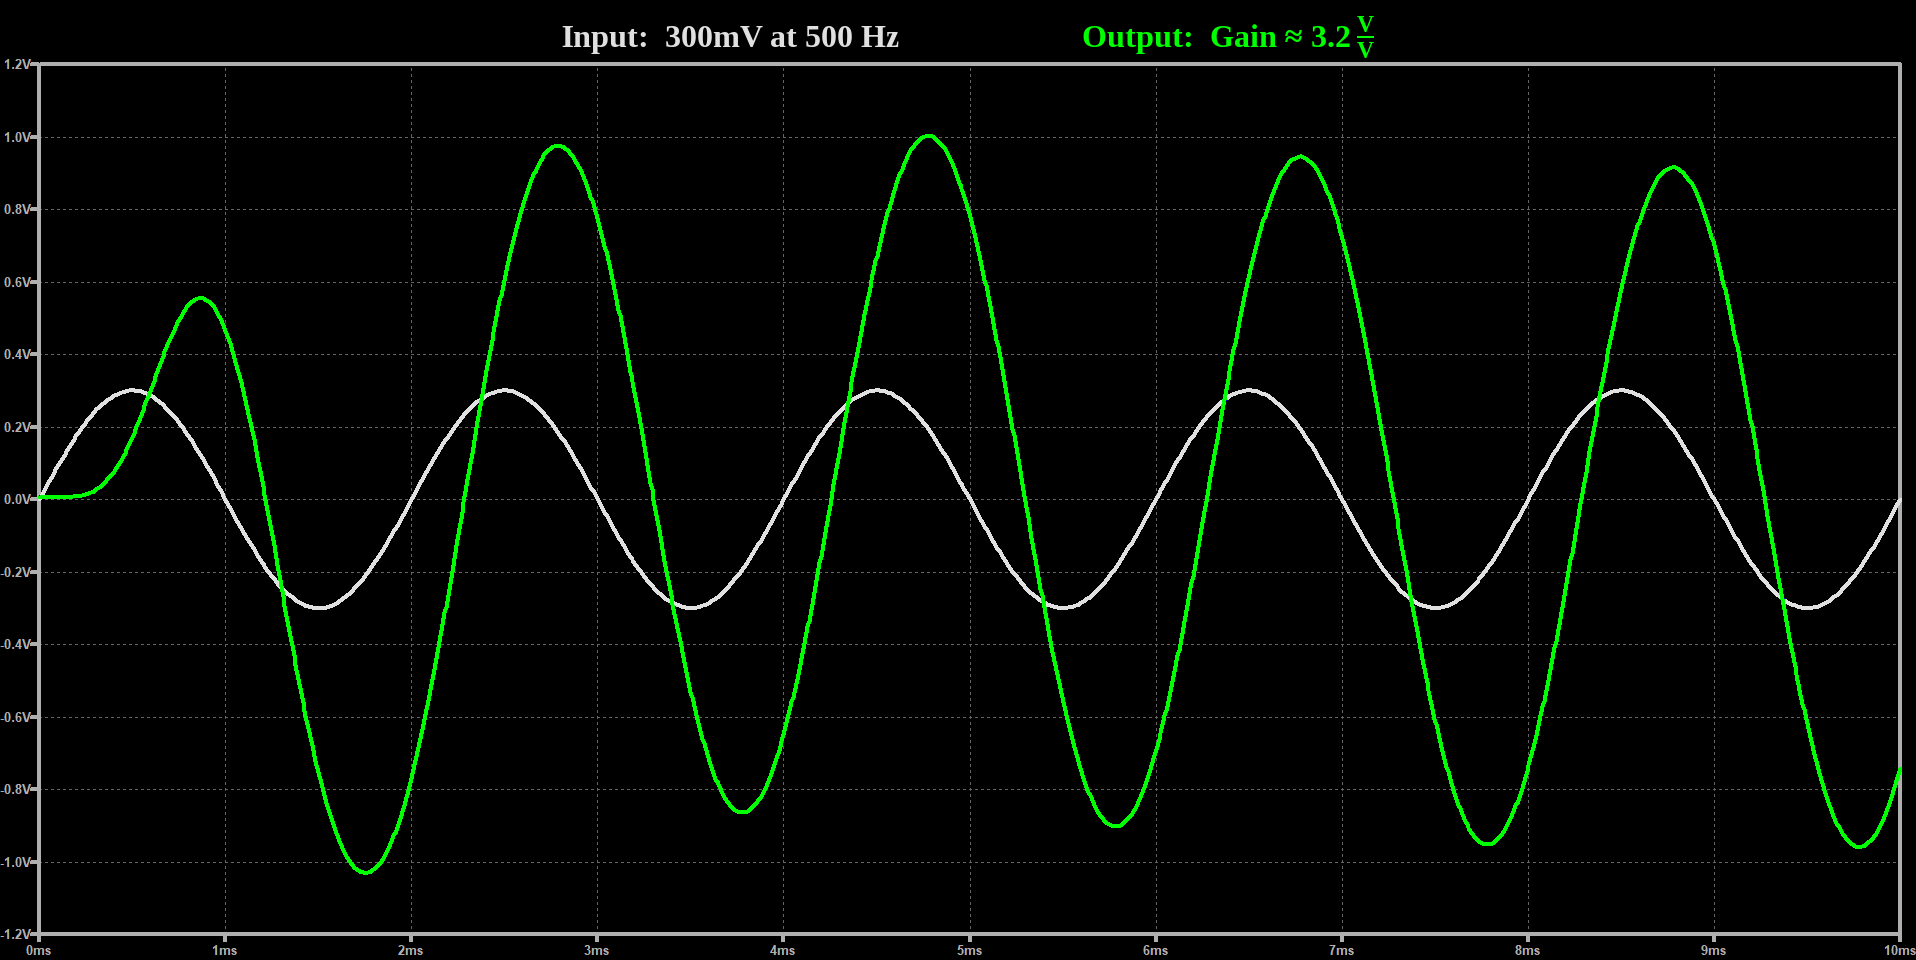 Input: 300mV at 500 Hz
Output: Gain ≈ 3.2 V/V
1.2V
1.0V
0.8V
0.6V
0.4V
0.2V
0.0V
-0.2V
-0.4V
-0.6V
-0.8V
-1.0V
-1.2V
0ms 1ms 2ms 3ms 4ms 5ms 6ms 7ms 8ms 9ms 10ms